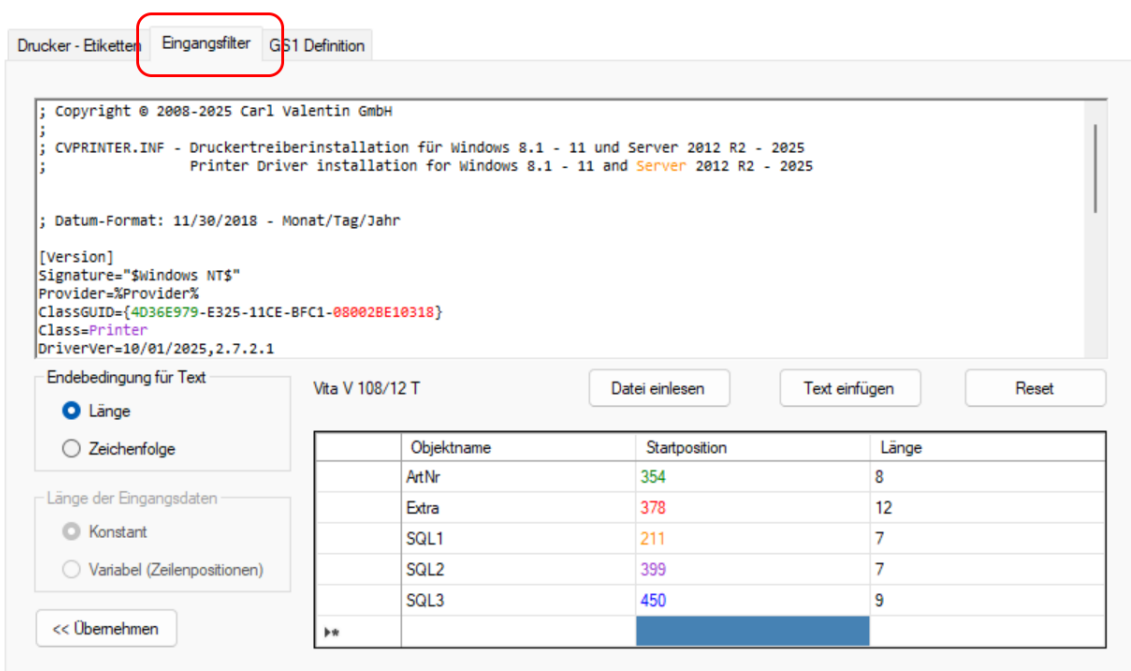 Drucker - Etiketten Eingangsfilter GS1 Definition
; Copyright © 2008-2025 Carl Valentin GmbH
;
; CVPRINTER.INF - Druckertreiberinstallation für Windows 8.1 - 11 und Server 2012 R2 - 2025
; Printer Driver installation for Windows 8.1 - 11 and Server 2012 R2 - 2025
; Datum-Format: 11/30/2018 - Monat/Tag/Jahr
[Version]
Signature="$Windows NT$"
Provider=%Provider%
ClassGUID={4D36E979-E325-11CE-BFC1-08002BE10318}
Class=Printer
DriverVer=10/01/2025,2.7.2.1
Endebedingung für Text
Länge
Zeichenfolge
Länge der Eingangsdaten
Konstant
Variabel (Zeilenpositionen)
<< Übernehmen
Vita V 108/12 T Datei einlesen Text einfügen Reset
Objektname Startposition Länge
ArtNr 354 8
Extra 378 12
SQL1 211 7
SQL2 399 7
SQL3 450 9